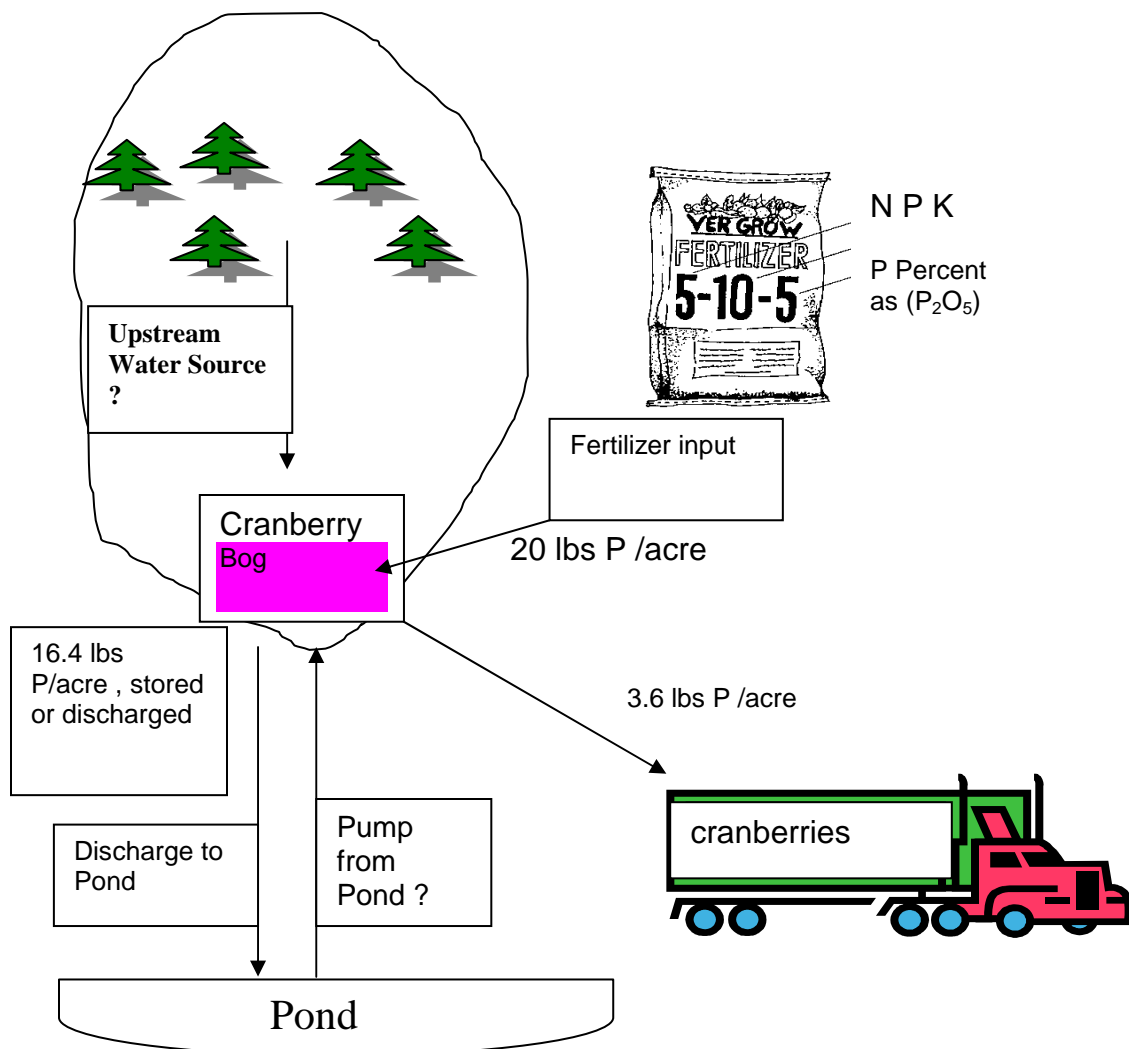 N P K
VER GROW
FERTILIZER
5-10-5
P Percent
as (P₂O₅)
Upstream
Water Source
?
Fertilizer input
Cranberry
Bog
20 lbs P /acre
16.4 lbs
P/acre , stored
or discharged
3.6 lbs P /acre
Discharge to
Pond
Pump
from
Pond ?
cranberries
Pond